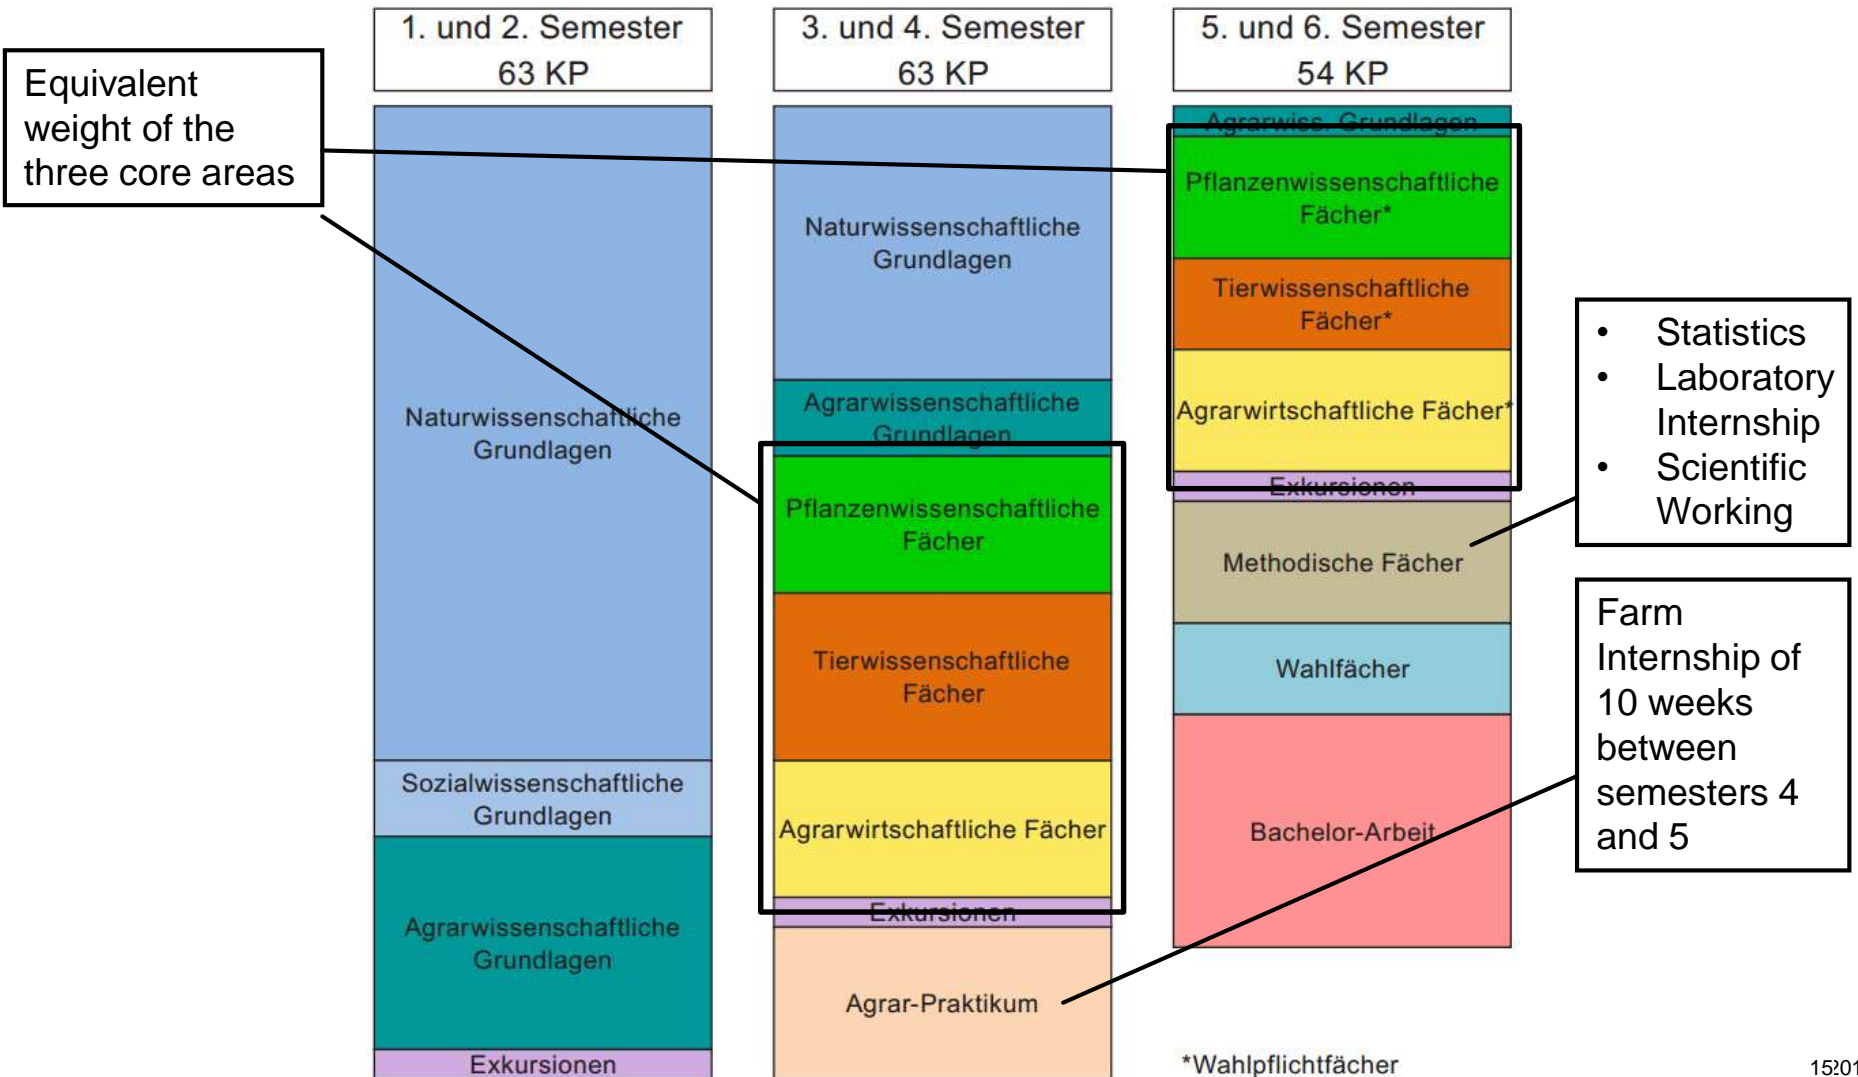 1. und 2. Semester
63 KP
3. und 4. Semester
63 KP
5. und 6. Semester
54 KP
Equivalent
weight of the
three core areas
Naturwissenschaftliche
Grundlagen
Sozialwissenschaftliche
Grundlagen
Agrarwissenschaftliche
Grundlagen
Exkursionen
Naturwissenschaftliche
Grundlagen
Agrarwissenschaftliche
Grundlagen
Pflanzenwissenschaftliche
Fächer
Tierwissenschaftliche
Fächer
Agrarwirtschaftliche Fächer
Exkursionen
Agrar-Praktikum
Agrarwiss. Grundlagen
Pflanzenwissenschaftliche
Fächer*
Tierwissenschaftliche
Fächer*
Agrarwirtschaftliche Fächer*
Exkursionen
Methodische Fächer
Wahlfächer
Bachelor-Arbeit
*Wahlpflichtfächer
• Statistics
• Laboratory
Internship
• Scientific
Working
Farm
Internship of
10 weeks
between
semesters 4
and 5